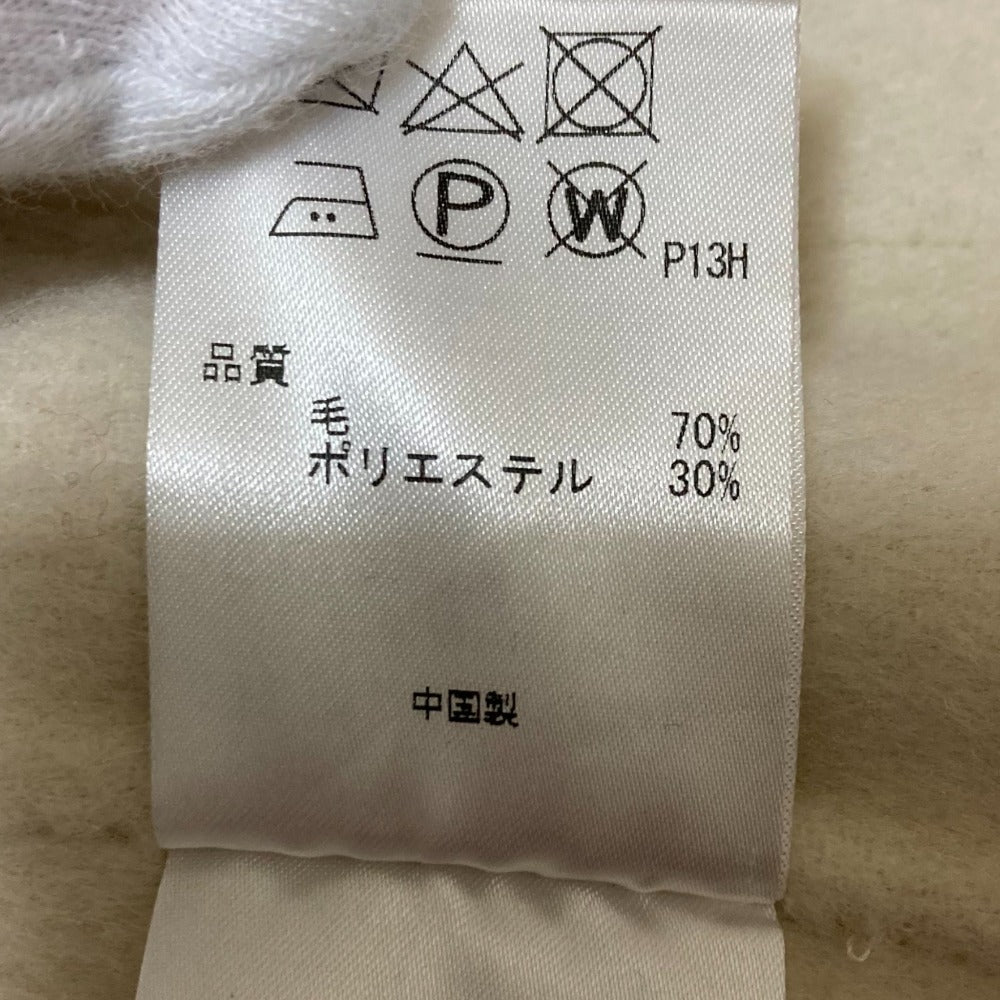 P W P13H
品質
毛 70%
ポリエステル 30%
中国製